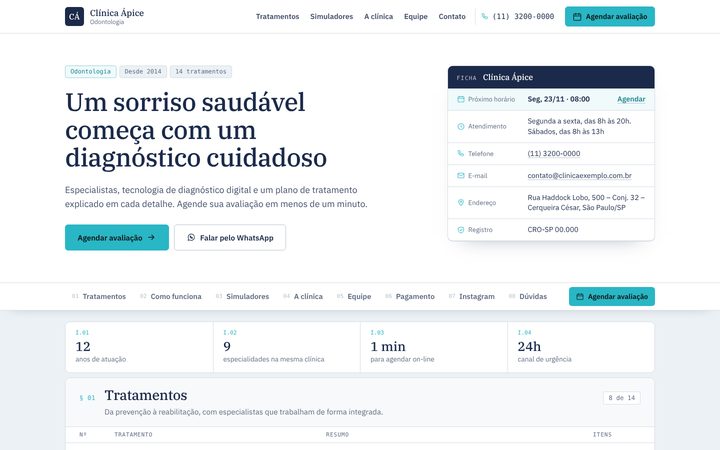 CÁ Clínica Ápice
Odontologia
Tratamentos Simuladores A clínica Equipe Contato (11) 3200-0000 Agendar avaliação
Odontologia Desde 2014 14 tratamentos
Um sorriso saudável
começa com um
diagnóstico cuidadoso
Especialistas, tecnologia de diagnóstico digital e um plano de tratamento
explicado em cada detalhe. Agende sua avaliação em menos de um minuto.
Agendar avaliação → Falar pelo WhatsApp
FICHA Clínica Ápice
Próximo horário Seg, 23/11 · 08:00 Agendar
Atendimento Segunda a sexta, das 8h às 20h.
Sábados, das 8h às 13h
Telefone (11) 3200-0000
E-mail contato@clinicaexemplo.com.br
Endereço Rua Haddock Lobo, 500 – Conj. 32 –
Cerqueira César, São Paulo/SP
Registro CRO-SP 00.000
01 Tratamentos 02 Como funciona 03 Simuladores 04 A clínica 05 Equipe 06 Pagamento 07 Instagram 08 Dúvidas Agendar avaliação
I.01 I.02 I.03 I.04
12 9 1 min 24h
anos de atuação especialidades na mesma clínica para agendar on-line canal de urgência
§ 01 Tratamentos 8 de 14
Da prevenção à reabilitação, com especialistas que trabalham de forma integrada.
Nº TRATAMENTO RESUMO ITENS